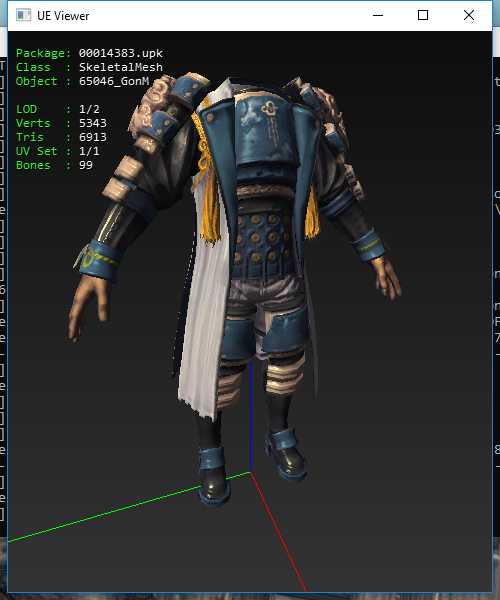 UE Viewer
Package: 00014383.upk
Class : SkeletalMesh
Object : 65046_GonM
LOD : 1/2
Verts : 5343
Tris : 6913
UV Set : 1/1
Bones : 99